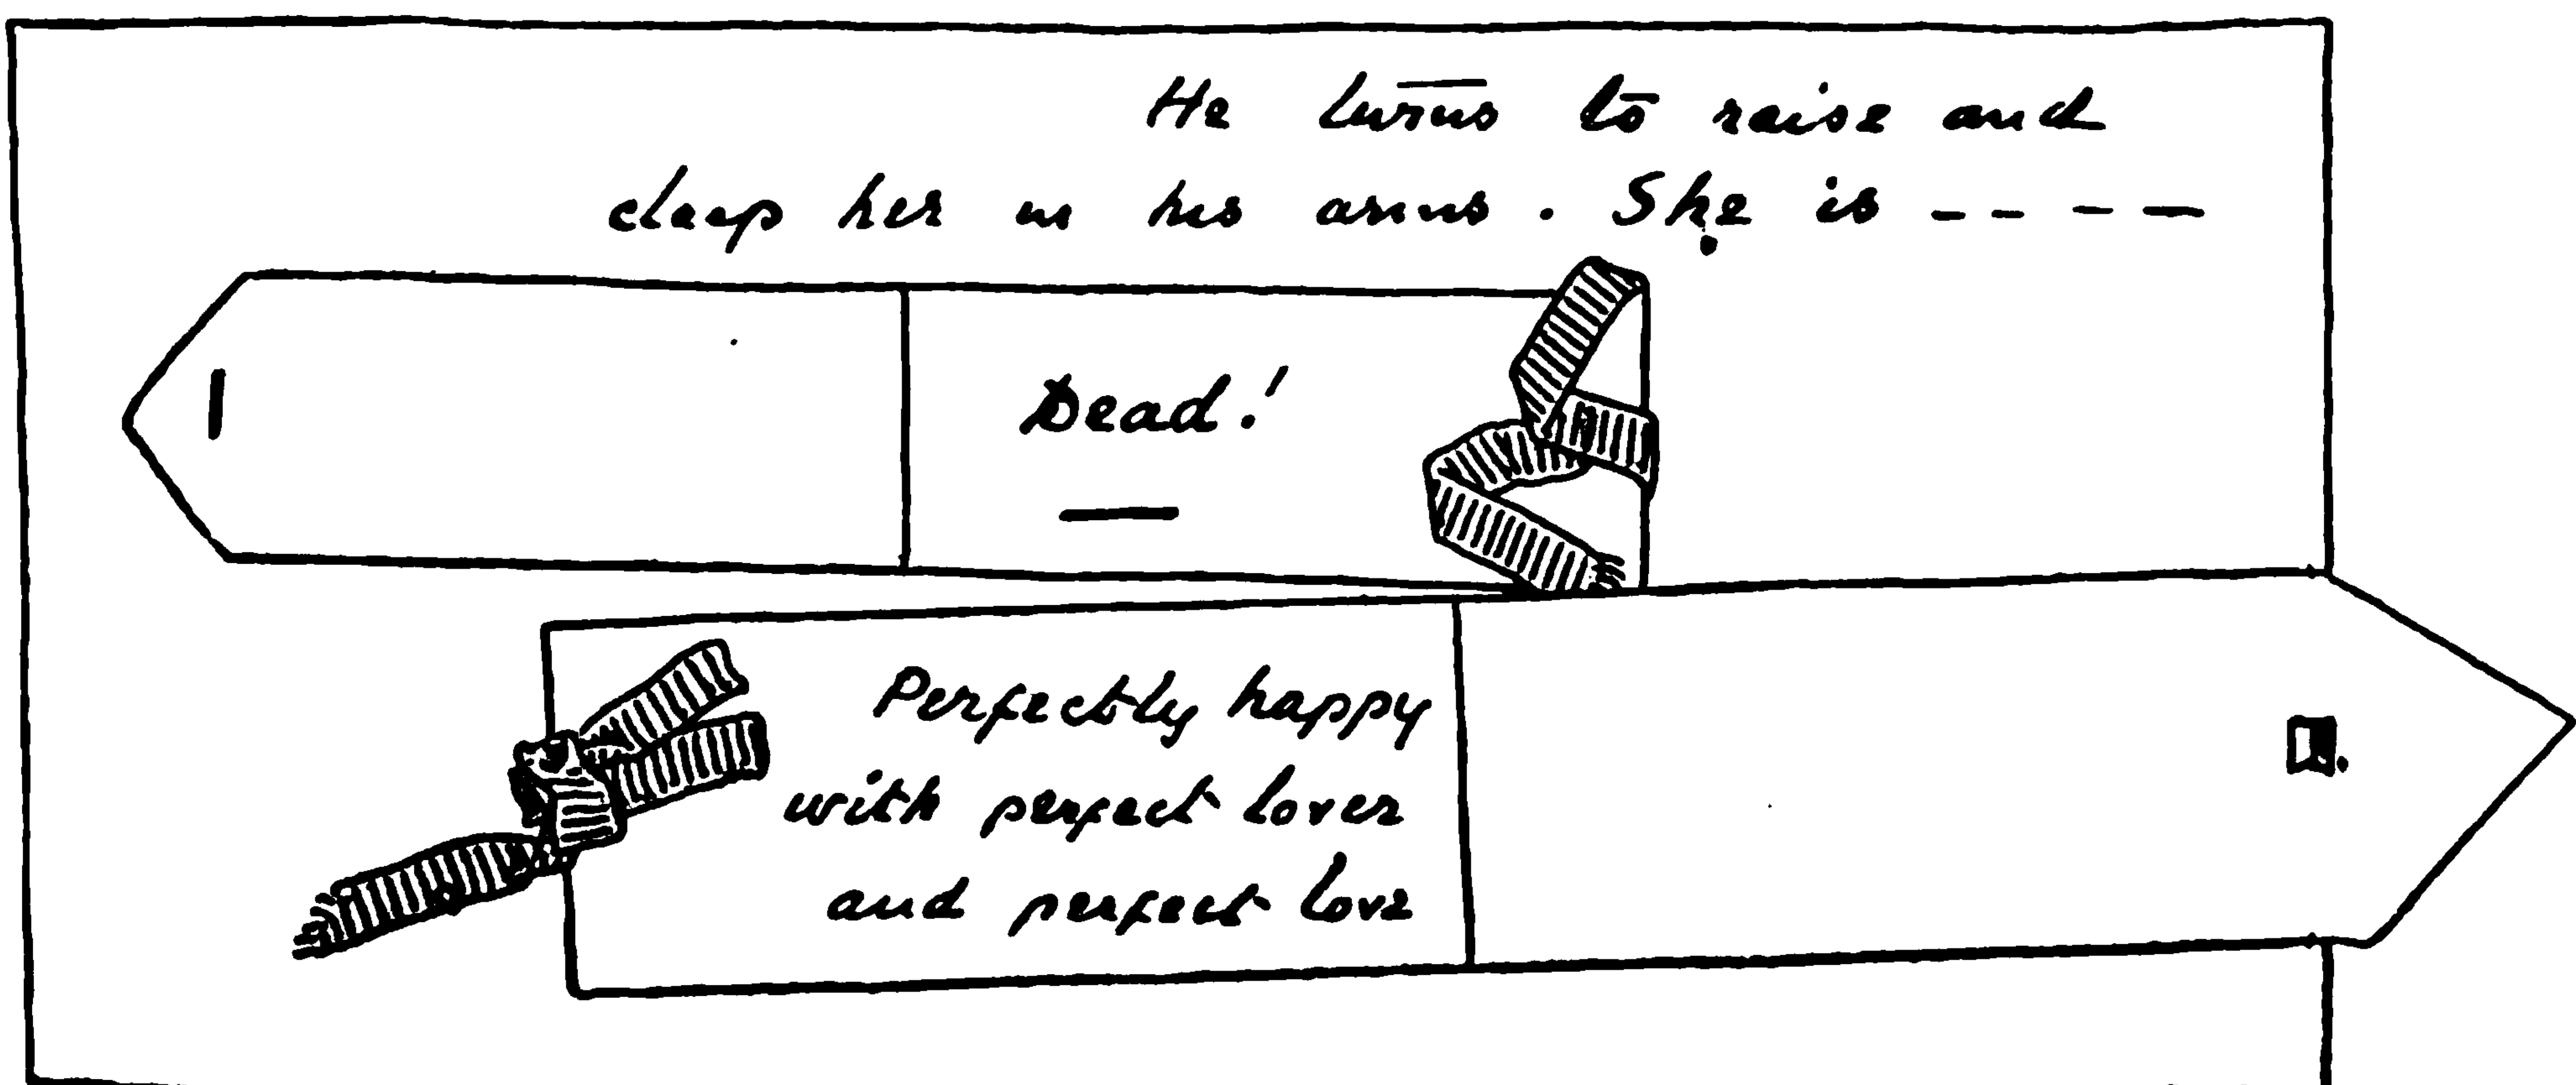 He turns to raise and
clasp her in his arms. She is ----
I
Dead!
Perfectly happy
with perfect lover
and perfect love